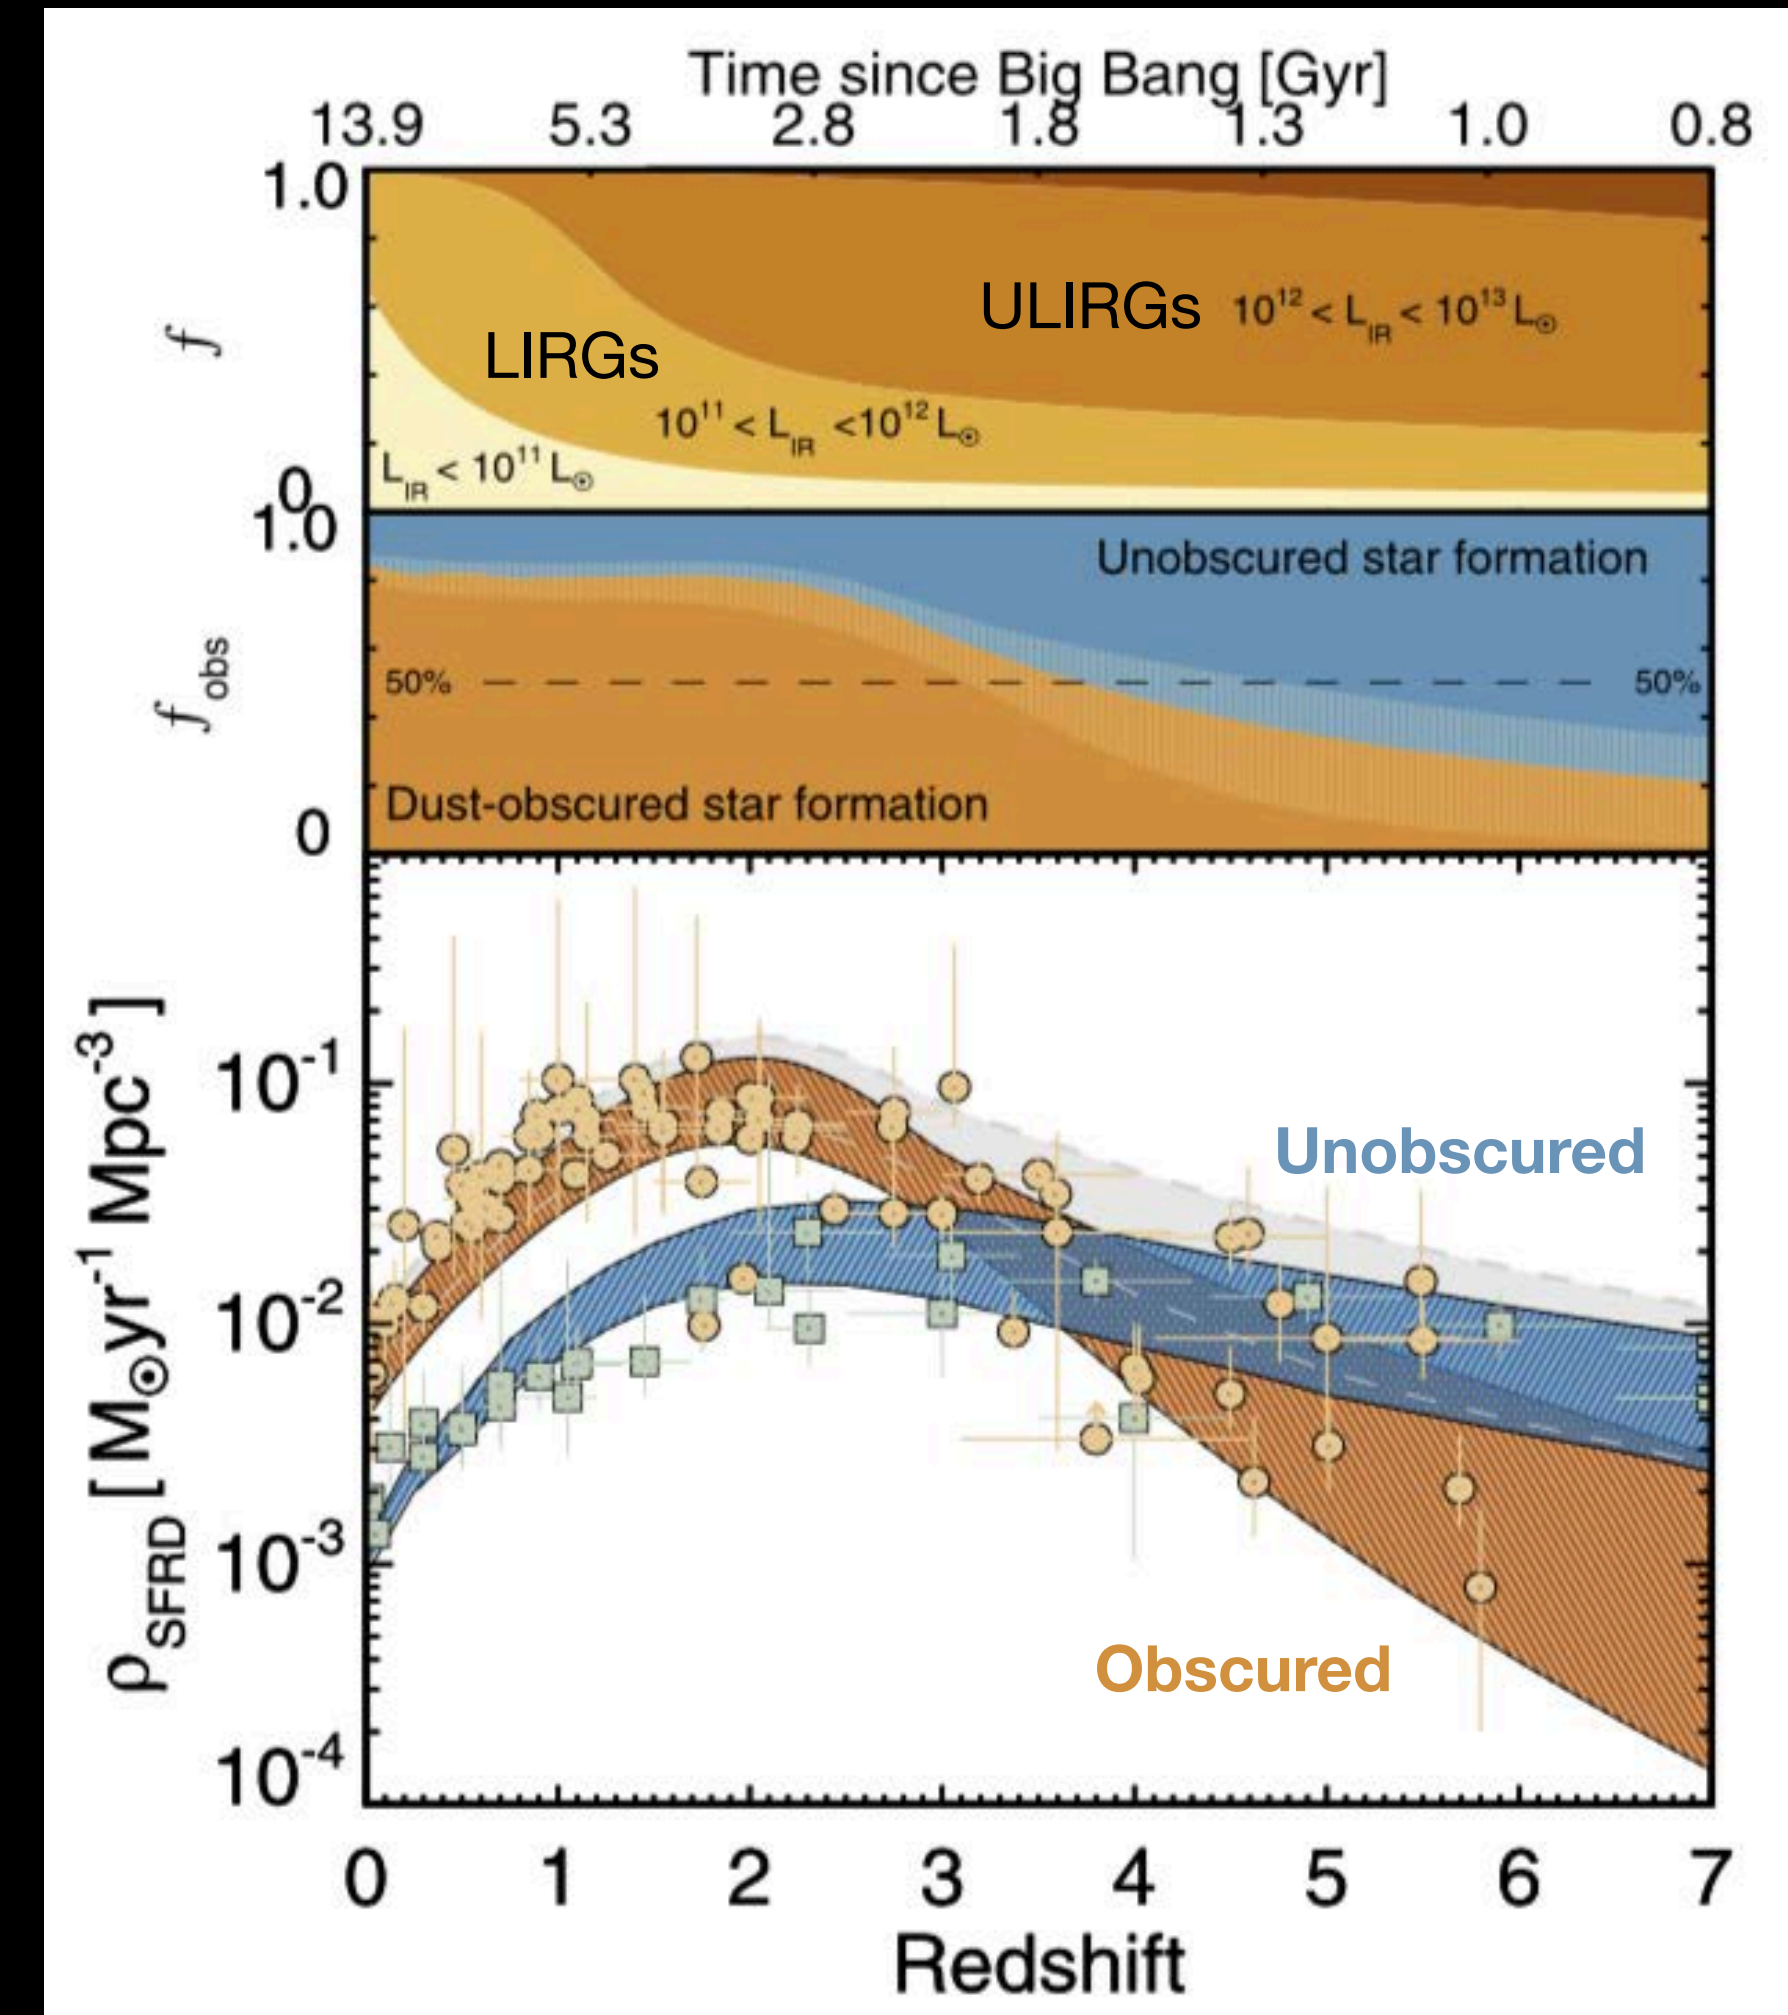 Time since Big Bang [Gyr]
13.9 5.3 2.8 1.8 1.3 1.0 0.8
1.0
f
ULIRGs 10¹² < L_IR < 10¹³ L☉
LIRGs
10¹¹ < L_IR <10¹² L☉
L_IR < 10¹¹ L☉
0
1.0
Unobscured star formation
f_obs
50% 50%
Dust-obscured star formation
0
ρ_SFRD [ M☉yr⁻¹ Mpc⁻³ ]
10⁻¹
Unobscured
10⁻²
10⁻³
Obscured
10⁻⁴
0 1 2 3 4 5 6 7
Redshift